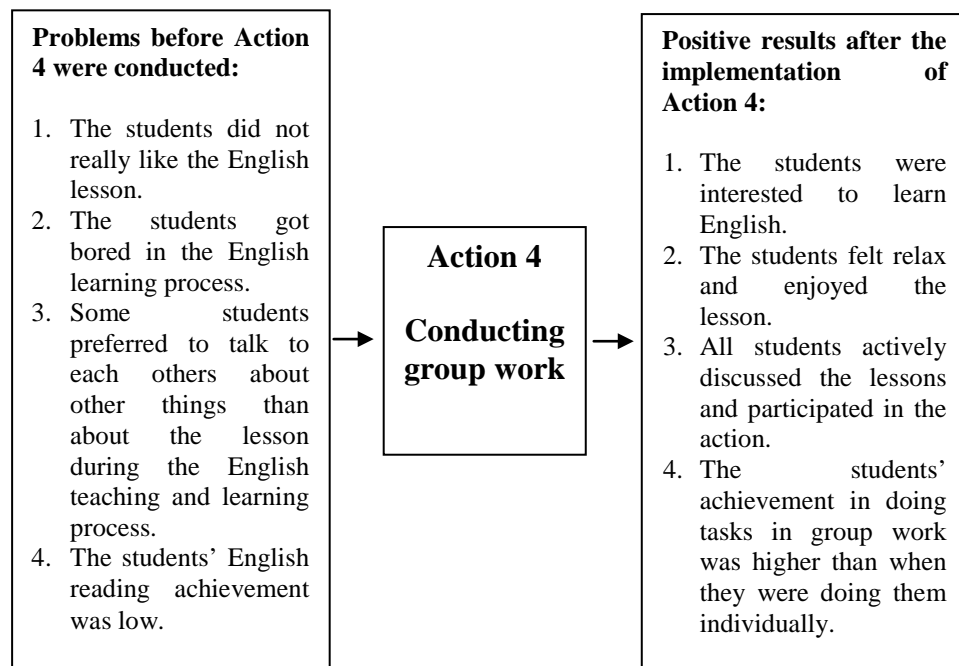 Problems before Action
4 were conducted:
1. The students did not
really like the English
lesson.
2. The students got
bored in the English
learning process.
3. Some students
preferred to talk to
each others about
other things than
about the lesson
during the English
teaching and learning
process.
4. The students’ English
reading achievement
was low.
Action 4
Conducting
group work
Positive results after the
implementation of
Action 4:
1. The students were
interested to learn
English.
2. The students felt relax
and enjoyed the
lesson.
3. All students actively
discussed the lessons
and participated in the
action.
4. The students’
achievement in doing
tasks in group work
was higher than when
they were doing them
individually.